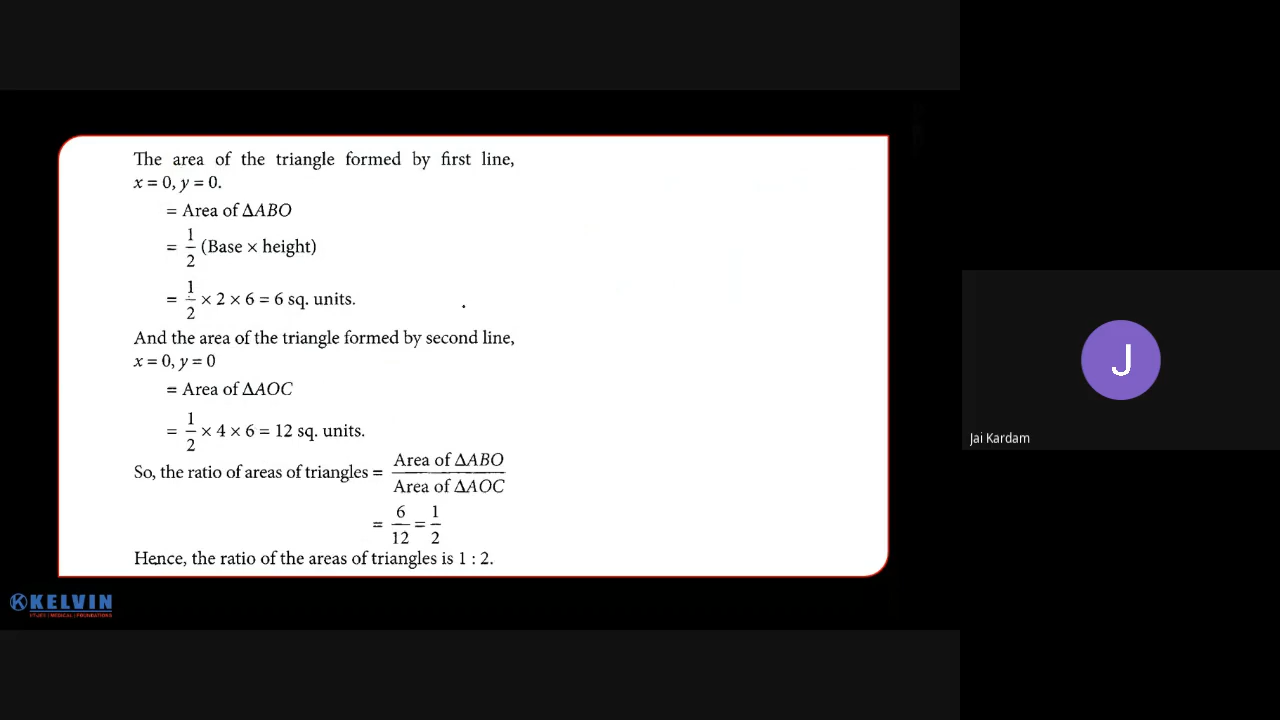 The area of the triangle formed by first line,
x = 0, y = 0.
= Area of ΔABO
= 1/2 (Base × height)
= 1/2 × 2 × 6 = 6 sq. units.
And the area of the triangle formed by second line,
x = 0, y = 0
= Area of ΔAOC
= 1/2 × 4 × 6 = 12 sq. units.
So, the ratio of areas of triangles = Area of ΔABO / Area of ΔAOC
= 6/12 = 1/2
Hence, the ratio of the areas of triangles is 1 : 2.
KELVIN
IIT-JEE | MEDICAL | FOUNDATIONS
J
Jai Kardam